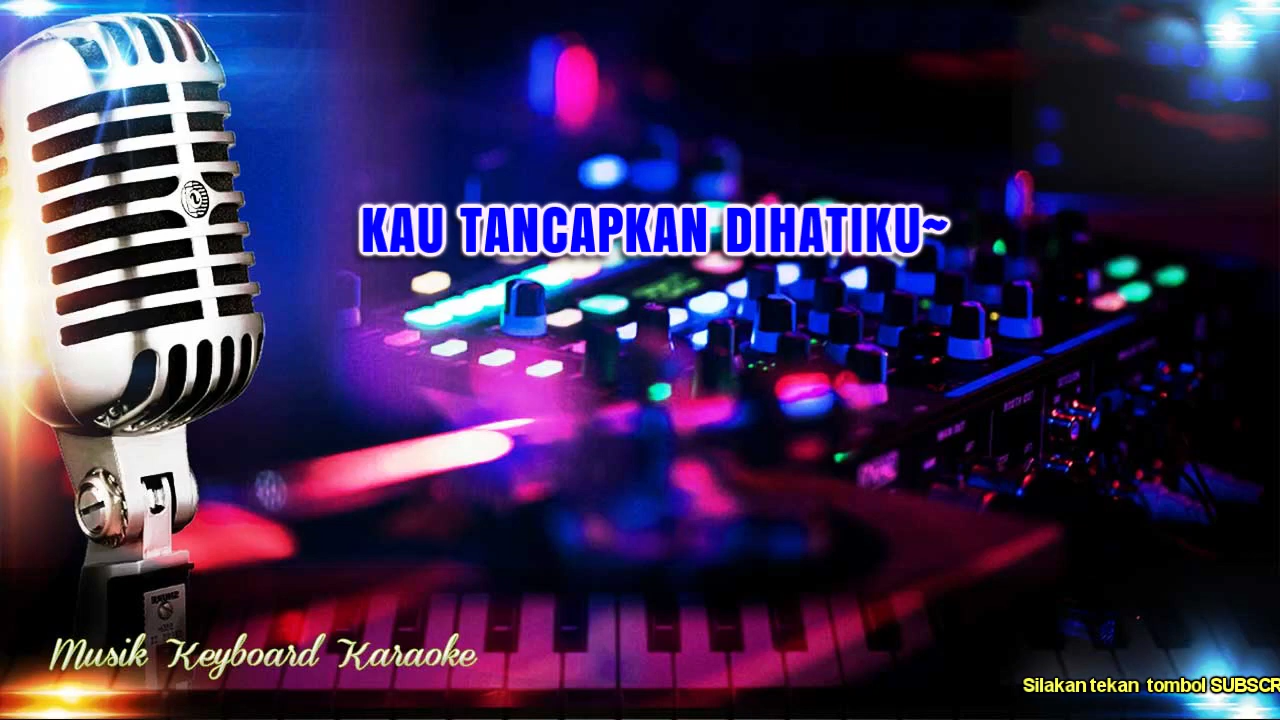 KAU TANCAPKAN DIHATIKU~
Musik Keyboard Karaoke
Silakan tekan tombol SUBSCR